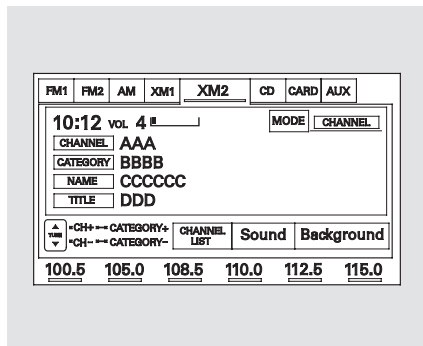 FM1 FM2 AM XM1 XM2 CD CARD AUX
10:12 VOL 4 MODE CHANNEL
CHANNEL AAA
CATEGORY BBBB
NAME CCCCCC
TITLE DDD
TUNE CH+ CATEGORY+ CHANNEL LIST Sound Background
CH- CATEGORY-
100.5 105.0 108.5 110.0 112.5 115.0